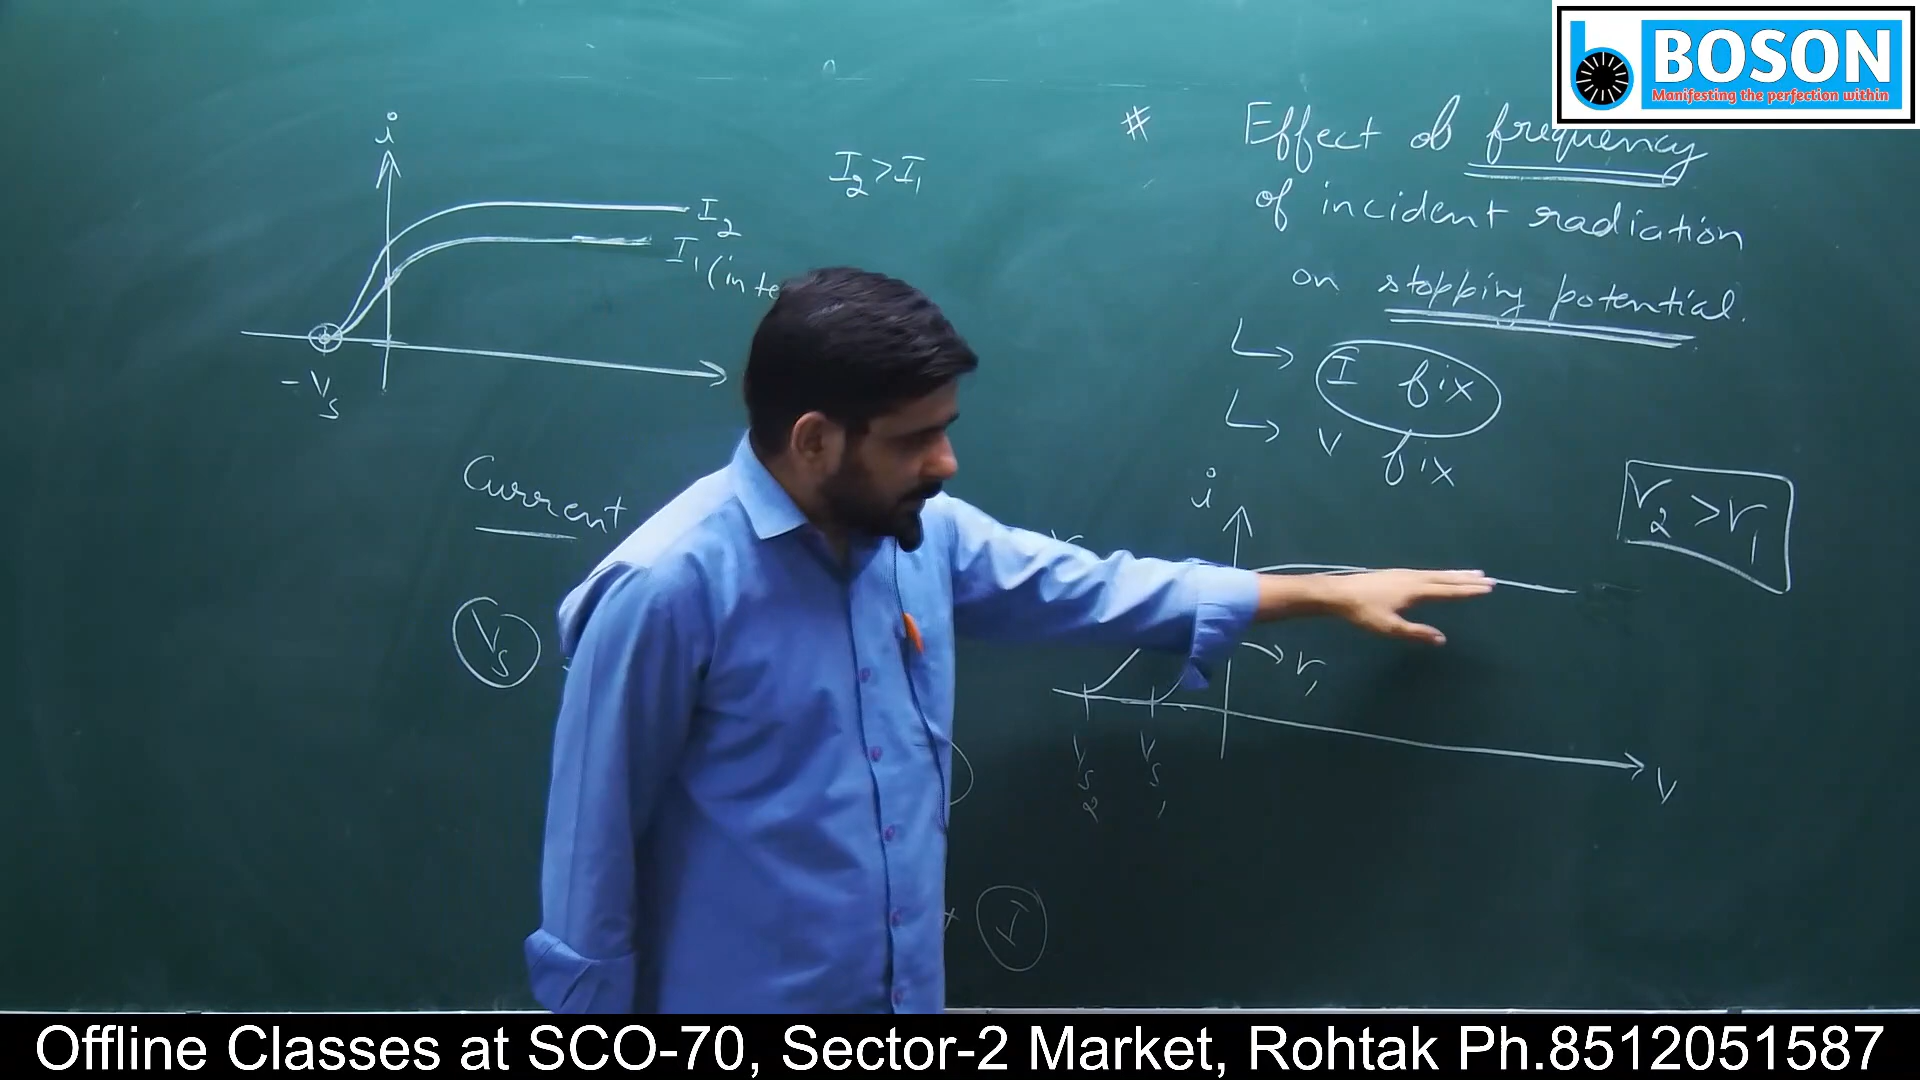 BOSON
Manifesting the perfection within
i
I₂ > I₁
I₂
I₁ (inte
-Vₛ
Current
Vₛ
# Effect of frequency
of incident radiation
on stopping potential.
I fix
V fix
i
ν₂ > ν₁
ν₁
Vₛ₂
Vₛ₁
V
I
Offline Classes at SCO-70, Sector-2 Market, Rohtak Ph.8512051587